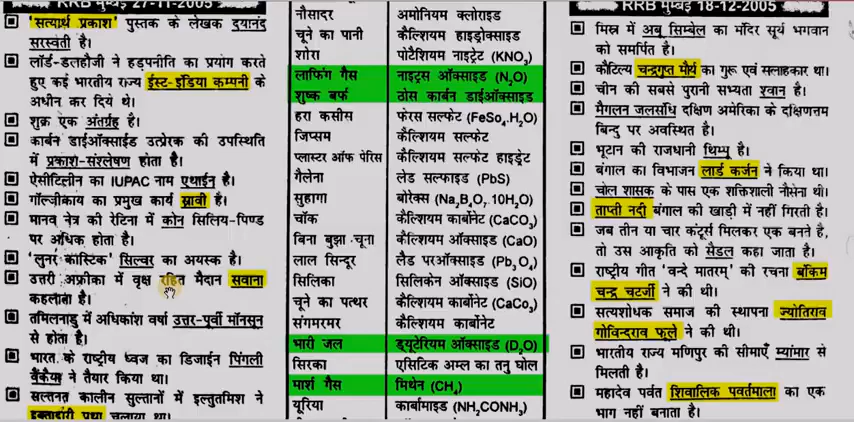 RRB मुम्बई 27-11-2005
'सत्यार्थ प्रकाश' पुस्तक के लेखक दयानंद
सरस्वती है।
लॉर्ड-डलहौजी ने हड़पनीति का प्रयोग करते
हुए कई भारतीय राज्य ईस्ट-इंडिया कम्पनी के
अधीन कर दिये थे।
शुक्र एक अंतर्ग्रह है।
कार्बन डाईऑक्साइड उत्प्रेरक की उपस्थिति
में प्रकाश-संश्लेषण होता है।
ऐसीटिलीन का IUPAC नाम एथाईन है।
गॉल्जीकाय का प्रमुख कार्य स्रावी है।
मानव नेत्र की रेटिना में कोन सिलिय-पिण्ड
पर अधिक होता है।
'लुनर कास्टिक' सिल्वर का अयस्क है।
उत्तरी अफ्रीका में वृक्ष रहित मैदान सवाना
कहलाता है।
तमिलनाडु में अधिकांश वर्षा उत्तर-पूर्वी मॉनसून
से होता है।
भारत के राष्ट्रीय ध्वज का डिजाईन पिंगली
वैंकैया ने तैयार किया था।
सल्तनत कालीन सुल्तानों में इल्तुतमिश ने
इक्तादारी प्रथा चलाया था।
नौसादर अमोनियम क्लोराइड
चूने का पानी कैल्शियम हाइड्रोक्साइड
शोरा पोटैशियम नाइट्रेट (KNO₃)
लाफिंग गैस नाइट्रस ऑक्साइड (N₂O)
शुष्क बर्फ ठोस कार्बन डाईऑक्साइड
हरा कसीस फेरस सल्फेट (FeSo₄.H₂O)
जिप्सम कैल्शियम सल्फेट
प्लास्टर ऑफ पेरिस कैल्शियम सल्फेट हाइड्रेट
गैलेना लेड सल्फाइड (PbS)
सुहागा बोरेक्स (Na₂B₄O₇.10H₂O)
चॉक कैल्शियम कार्बोनेट (CaCO₃)
बिना बुझा चूना कैल्शियम ऑक्साइड (CaO)
लाल सिन्दूर लैड परऑक्साइड (Pb₃O₄)
सिलिका सिलिकेन ऑक्साइड (SiO)
चूने का पत्थर कैल्शियम कार्बोनेट (CaCo₃)
संगमरमर कैल्शियम कार्बोनेट
भारी जल ड्यूटेरियम ऑक्साइड (D₂O)
सिरका एसिटिक अम्ल का तनु घोल
मार्श गैस मिथेन (CH₄)
यूरिया कार्बामाइड (NH₂CONH₂)
RRB मुम्बई 18-12-2005
मिस्र में अबू सिम्बेल का मंदिर सूर्य भगवान
को समर्पित है।
कौटिल्य चन्द्रगुप्त मौर्य का गुरू एवं सलाहकार था।
चीन की सबसे पुरानी सभ्यता श्वान है।
मैगलन जलसंधि दक्षिण अमेरिका के दक्षिणतम
बिन्दु पर अवस्थित है।
भूटान की राजधानी थिम्पू है।
बंगाल का विभाजन लार्ड कर्जन ने किया था।
चोल शासक के पास एक शक्तिशाली नौसेना थी।
ताप्ती नदी बंगाल की खाड़ी में नहीं गिरती है।
जब तीन या चार कंटूर्स मिलकर एक बनते है,
तो उस आकृति को सैडल कहा जाता है।
राष्ट्रीय गीत 'वन्दे मातरम्' की रचना बंकिम
चन्द्र चटर्जी ने की थी।
सत्यशोधक समाज की स्थापना ज्योतिराव
गोविन्दराव फूले ने की थी।
भारतीय राज्य मणिपुर की सीमाएँ म्यांमार से
मिलती है।
महादेव पर्वत शिवालिक पर्वतमाला का एक
भाग नहीं बनाता है।